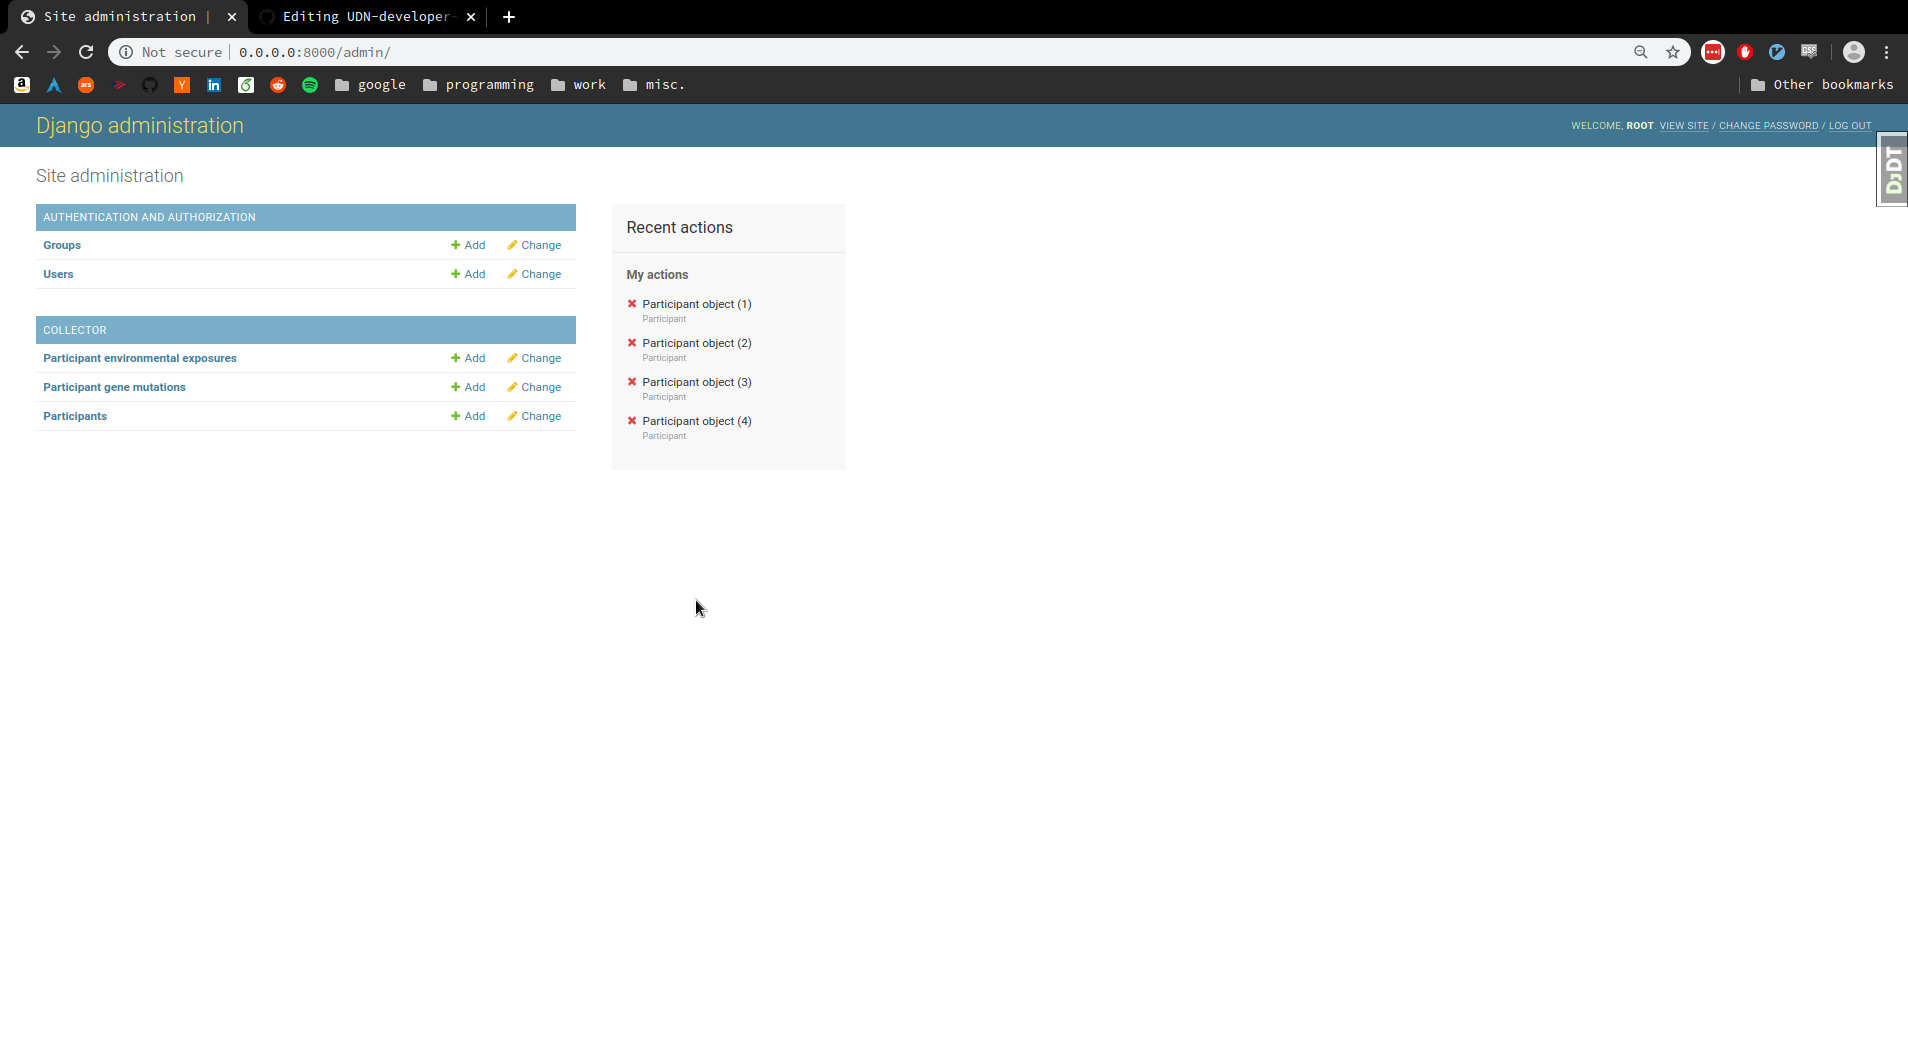 Site administration |
Editing UDN-developer-
Not secure
0.0.0.0:8000/admin/
CSP
a
ars
Y
in
google
programming
work
misc.
Other bookmarks
Django administration
WELCOME, ROOT. VIEW SITE / CHANGE PASSWORD / LOG OUT
DJDT
Site administration
AUTHENTICATION AND AUTHORIZATION
Groups Add Change
Users Add Change
COLLECTOR
Participant environmental exposures Add Change
Participant gene mutations Add Change
Participants Add Change
Recent actions
My actions
Participant object (1)
Participant
Participant object (2)
Participant
Participant object (3)
Participant
Participant object (4)
Participant